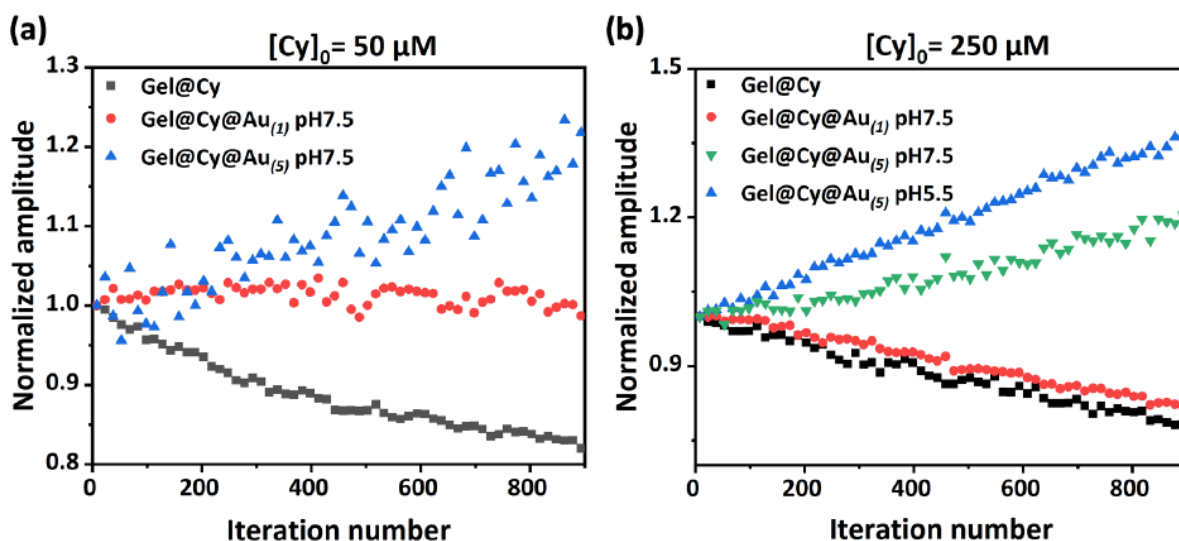 (a)
[Cy]₀= 50 μM
Normalized amplitude
1.3
1.2
1.1
1.0
0.9
0.8
Gel@Cy
Gel@Cy@Au₍₁₎ pH7.5
Gel@Cy@Au₍₅₎ pH7.5
0 200 400 600 800
Iteration number
(b)
[Cy]₀= 250 μM
Normalized amplitude
1.5
1.2
0.9
Gel@Cy
Gel@Cy@Au₍₁₎ pH7.5
Gel@Cy@Au₍₅₎ pH7.5
Gel@Cy@Au₍₅₎ pH5.5
200 400 600 800
Iteration number